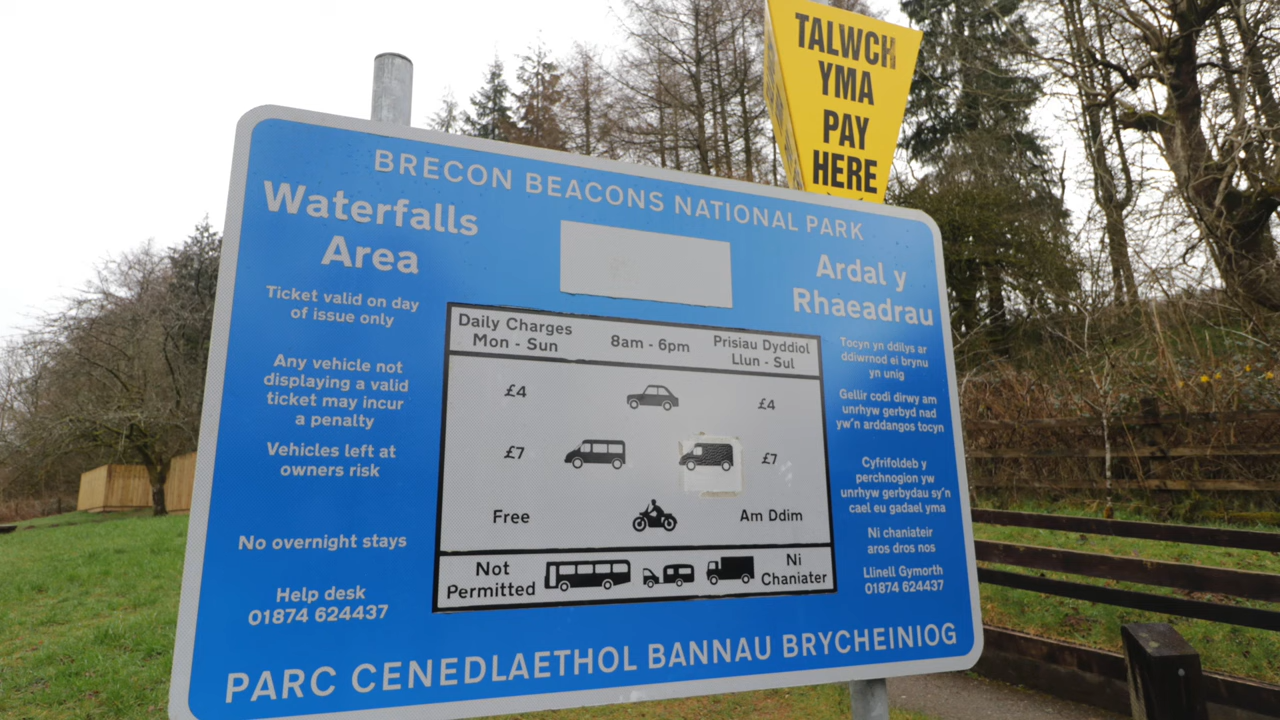 TALWCH
YMA
PAY
HERE
BRECON BEACONS NATIONAL PARK
Waterfalls
Area
Ticket valid on day
of issue only
Any vehicle not
displaying a valid
ticket may incur
a penalty
Vehicles left at
owners risk
No overnight stays
Help desk
01874 624437
Daily Charges
Mon - Sun
8am - 6pm
Prisiau Dyddiol
Llun - Sul
£4
£4
£7
£7
Free
Am Ddim
Not
Permitted
Ni
Chaniater
Ardal y
Rhaeadrau
Tocyn yn ddilys ar
ddiwrnod ei brynu
yn unig
Gellir codi dirwy am
unrhyw gerbyd nad
yw'n arddangos tocyn
Cyfrifoldeb y
perchnogion yw
unrhyw gerbydau sy'n
cael eu gadael yma
Ni chaniateir
aros dros nos
Llinell Gymorth
01874 624437
PARC CENEDLAETHOL BANNAU BRYCHEINIOG